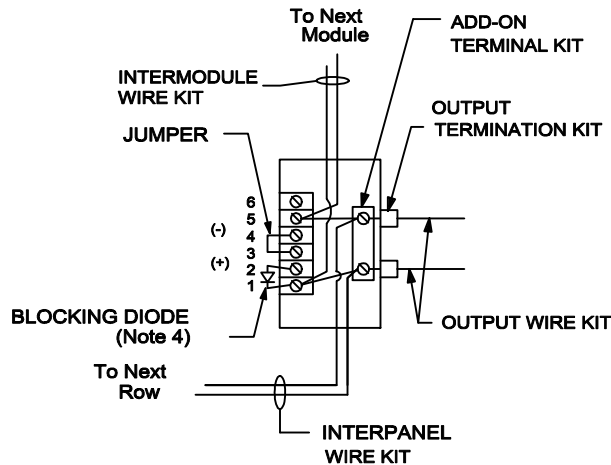 To Next
Module
ADD-ON
TERMINAL KIT
INTERMODULE
WIRE KIT
OUTPUT
TERMINATION KIT
JUMPER
6
5
(-)
4
3
(+)
2
1
BLOCKING DIODE
(Note 4)
OUTPUT WIRE KIT
To Next
Row
INTERPANEL
WIRE KIT